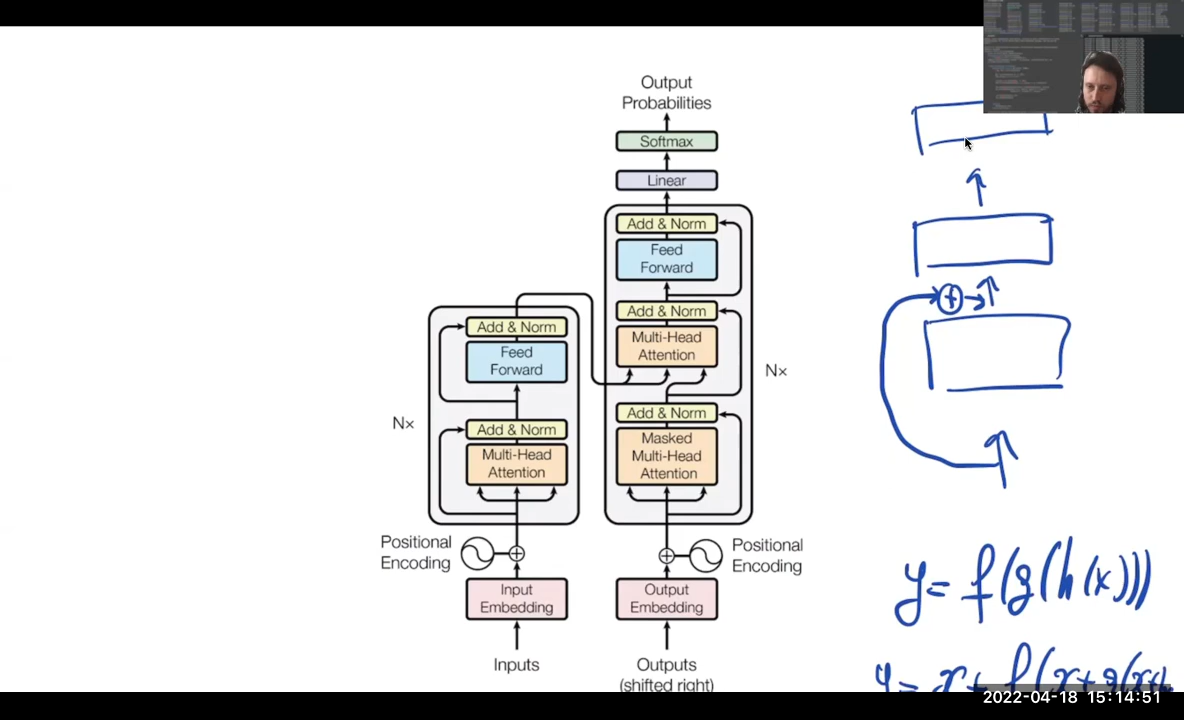 Output
Probabilities
Softmax
Linear
Add & Norm
Feed
Forward
Add & Norm
Multi-Head
Attention
Add & Norm
Masked
Multi-Head
Attention
Nx
Add & Norm
Feed
Forward
Add & Norm
Multi-Head
Attention
Nx
Positional
Encoding
Positional
Encoding
Input
Embedding
Output
Embedding
Inputs
Outputs
(shifted right)
y = f(g(h(x)))
y = x + f(x+g(x+
2022-04-18 15:14:51